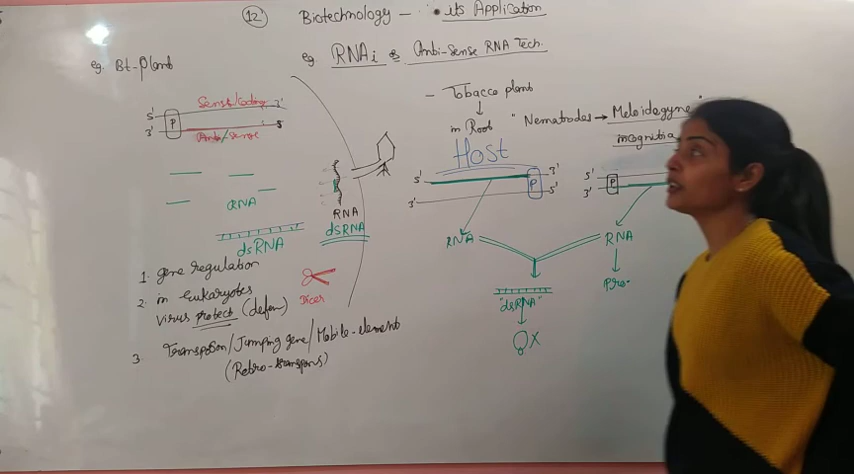 12 Biotechnology – its Application
eg. Bt-plant
eg. RNAi & Anti-Sense RNA Tech.
Sense/Coding 3'
5' P
3' Anti/Sense 5
RNA
dsRNA
RNA
dsRNA
1. gene regulation
2. in eukaryotes
virus protect (defen)
Dicer
3. Transposon/Jumping gene/Mobile-element
(Retro-transpons)
– Tobacco plant
in Root "Nematodes → Meloidegyne"
incognitia
Host
5' P 3'
3' 5'
5' P
3'
RNA RNA
"dsRNA" Pro.